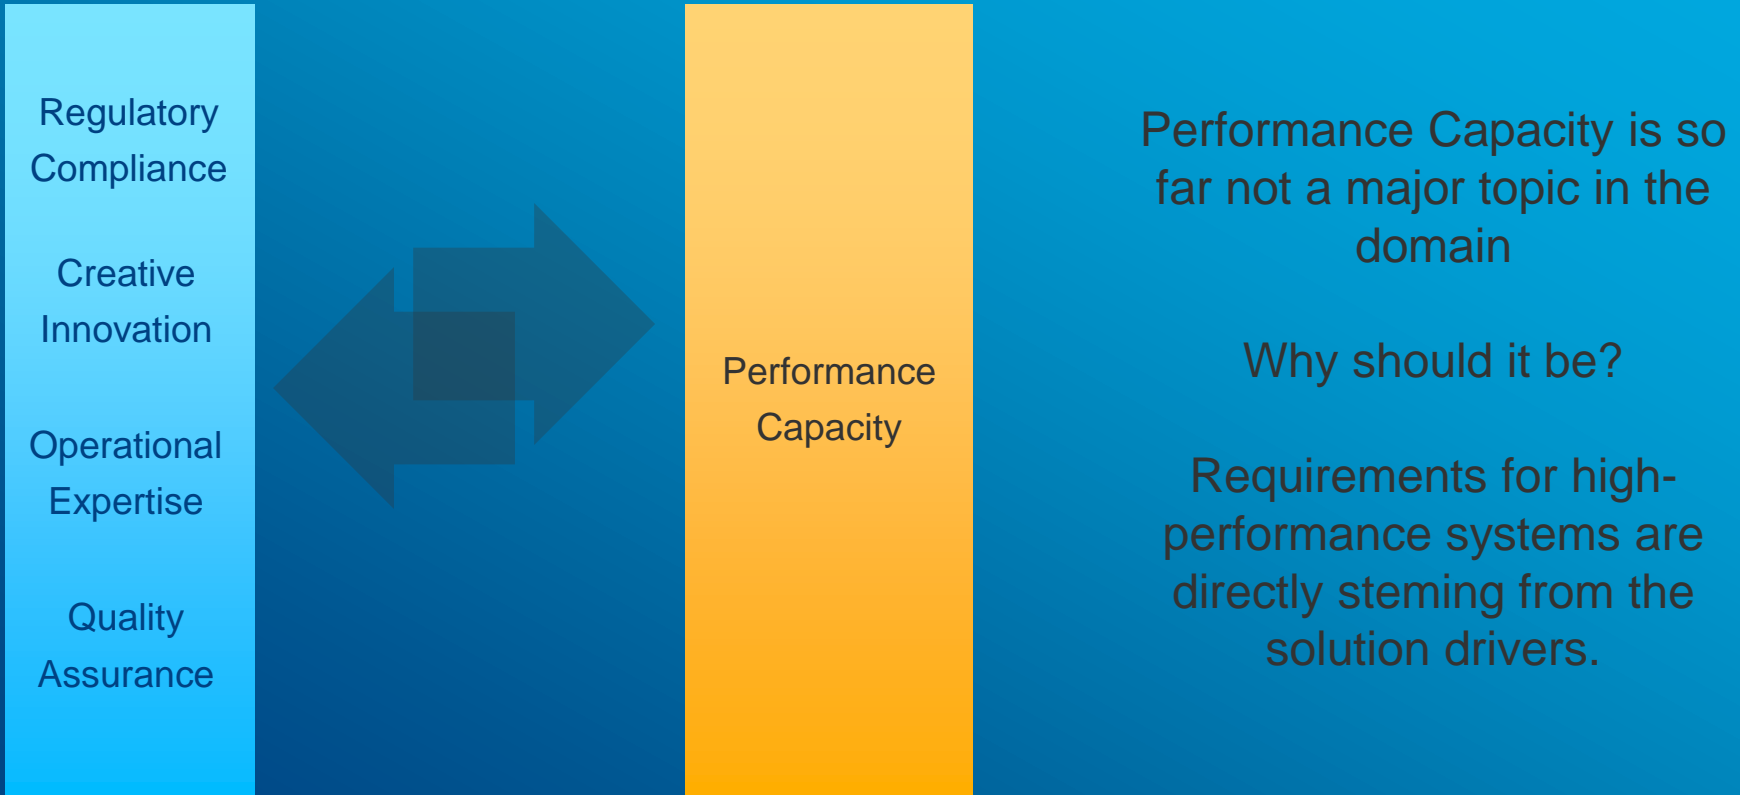 Regulatory
Compliance
Creative
Innovation
Operational
Expertise
Quality
Assurance
Performance
Capacity
Performance Capacity is so
far not a major topic in the
domain
Why should it be?
Requirements for high-
performance systems are
directly steming from the
solution drivers.